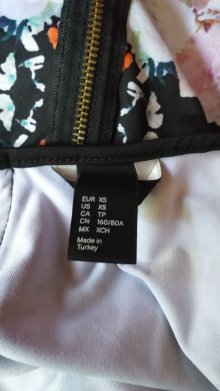 EUR XS
US XS
CA TP
CN 160/80A
MX XCH
Made in
Turkey